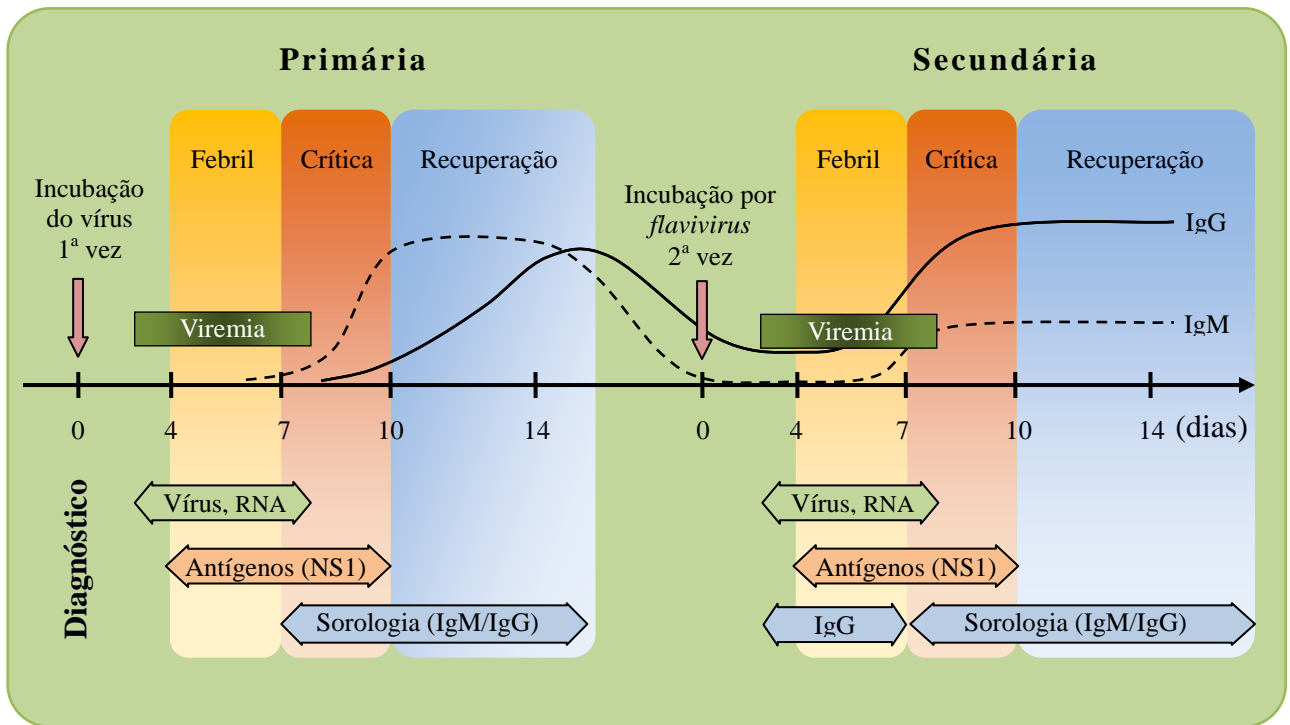 Primária
Secundária
Febril
Crítica
Recuperação
Febril
Crítica
Recuperação
Incubação
do vírus
1ª vez
Incubação por
flavivirus
2ª vez
IgG
IgM
Viremia
Viremia
0 4 7 10 14 0 4 7 10 14 (dias)
Diagnóstico
Vírus, RNA
Vírus, RNA
Antígenos (NS1)
Antígenos (NS1)
Sorologia (IgM/IgG)
IgG
Sorologia (IgM/IgG)